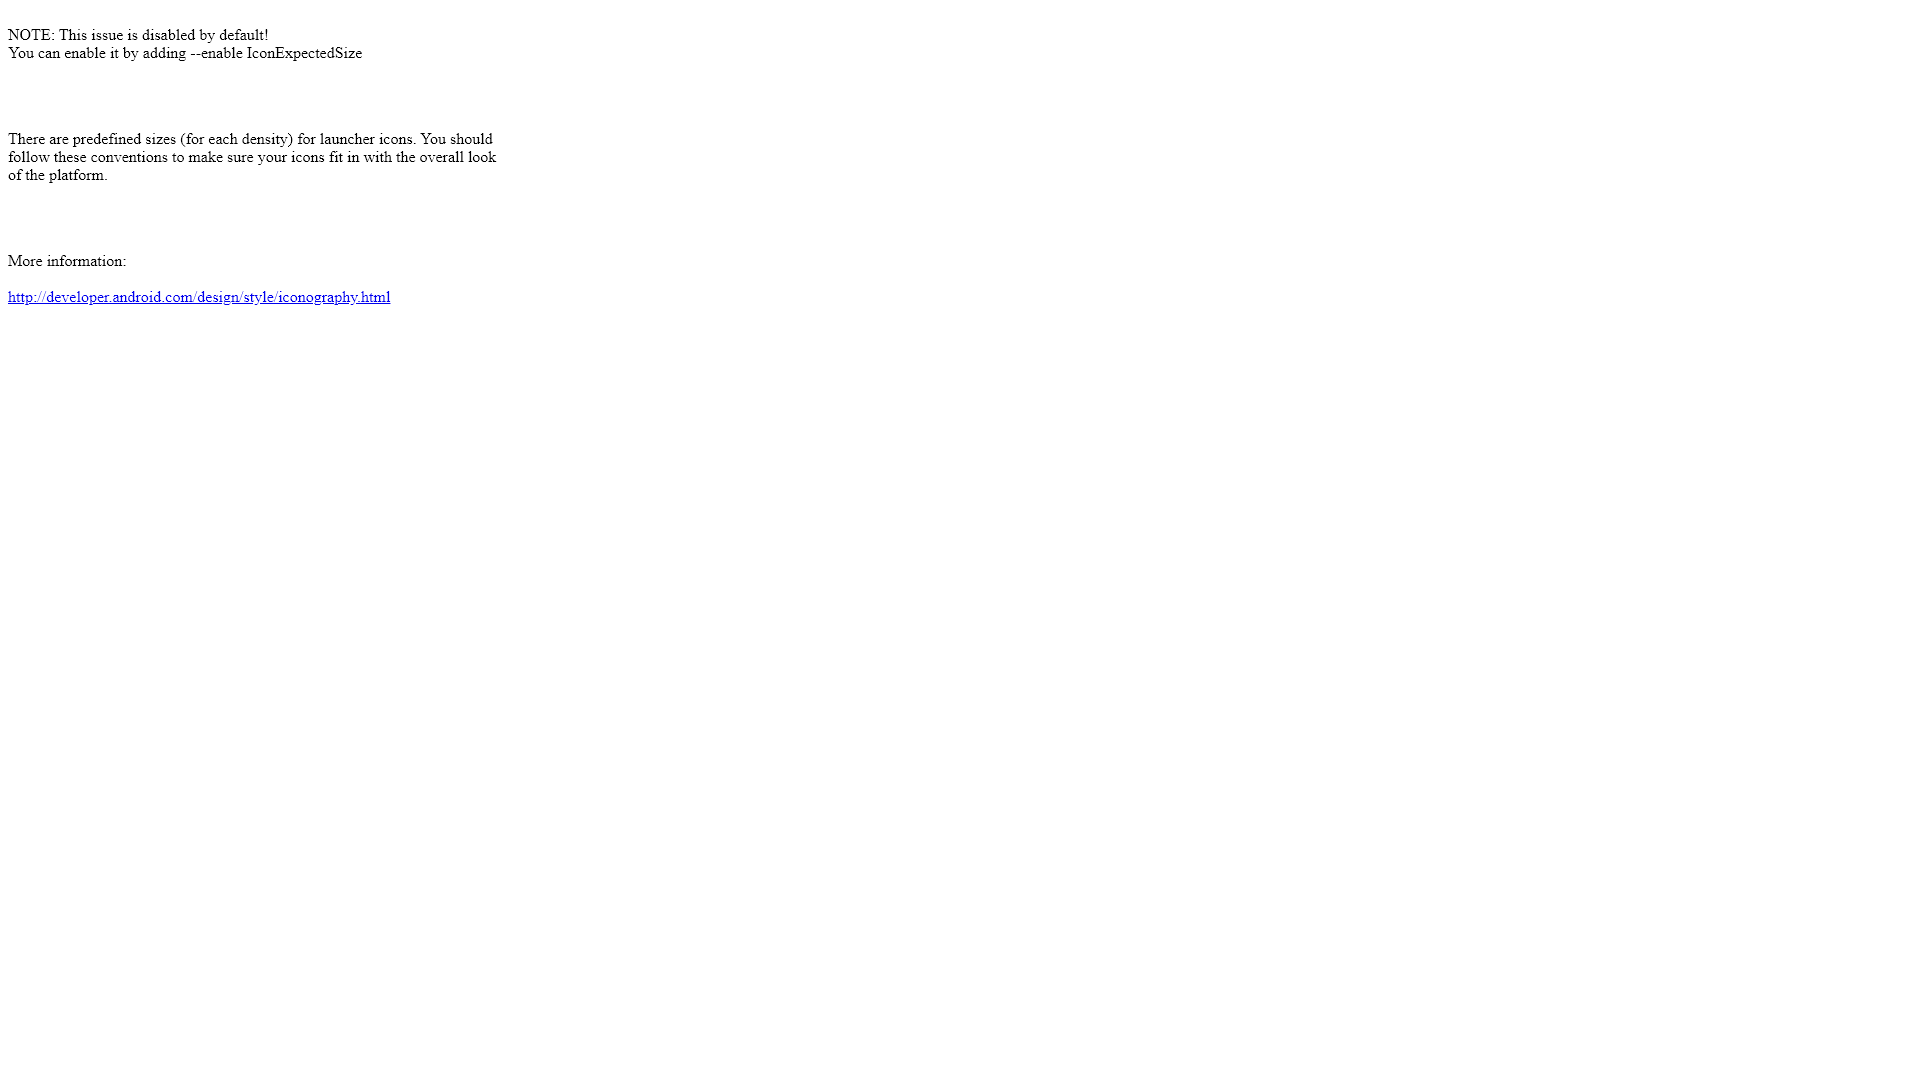 NOTE: This issue is disabled by default!
You can enable it by adding --enable IconExpectedSize
There are predefined sizes (for each density) for launcher icons. You should
follow these conventions to make sure your icons fit in with the overall look
of the platform.
More information:
http://developer.android.com/design/style/iconography.html